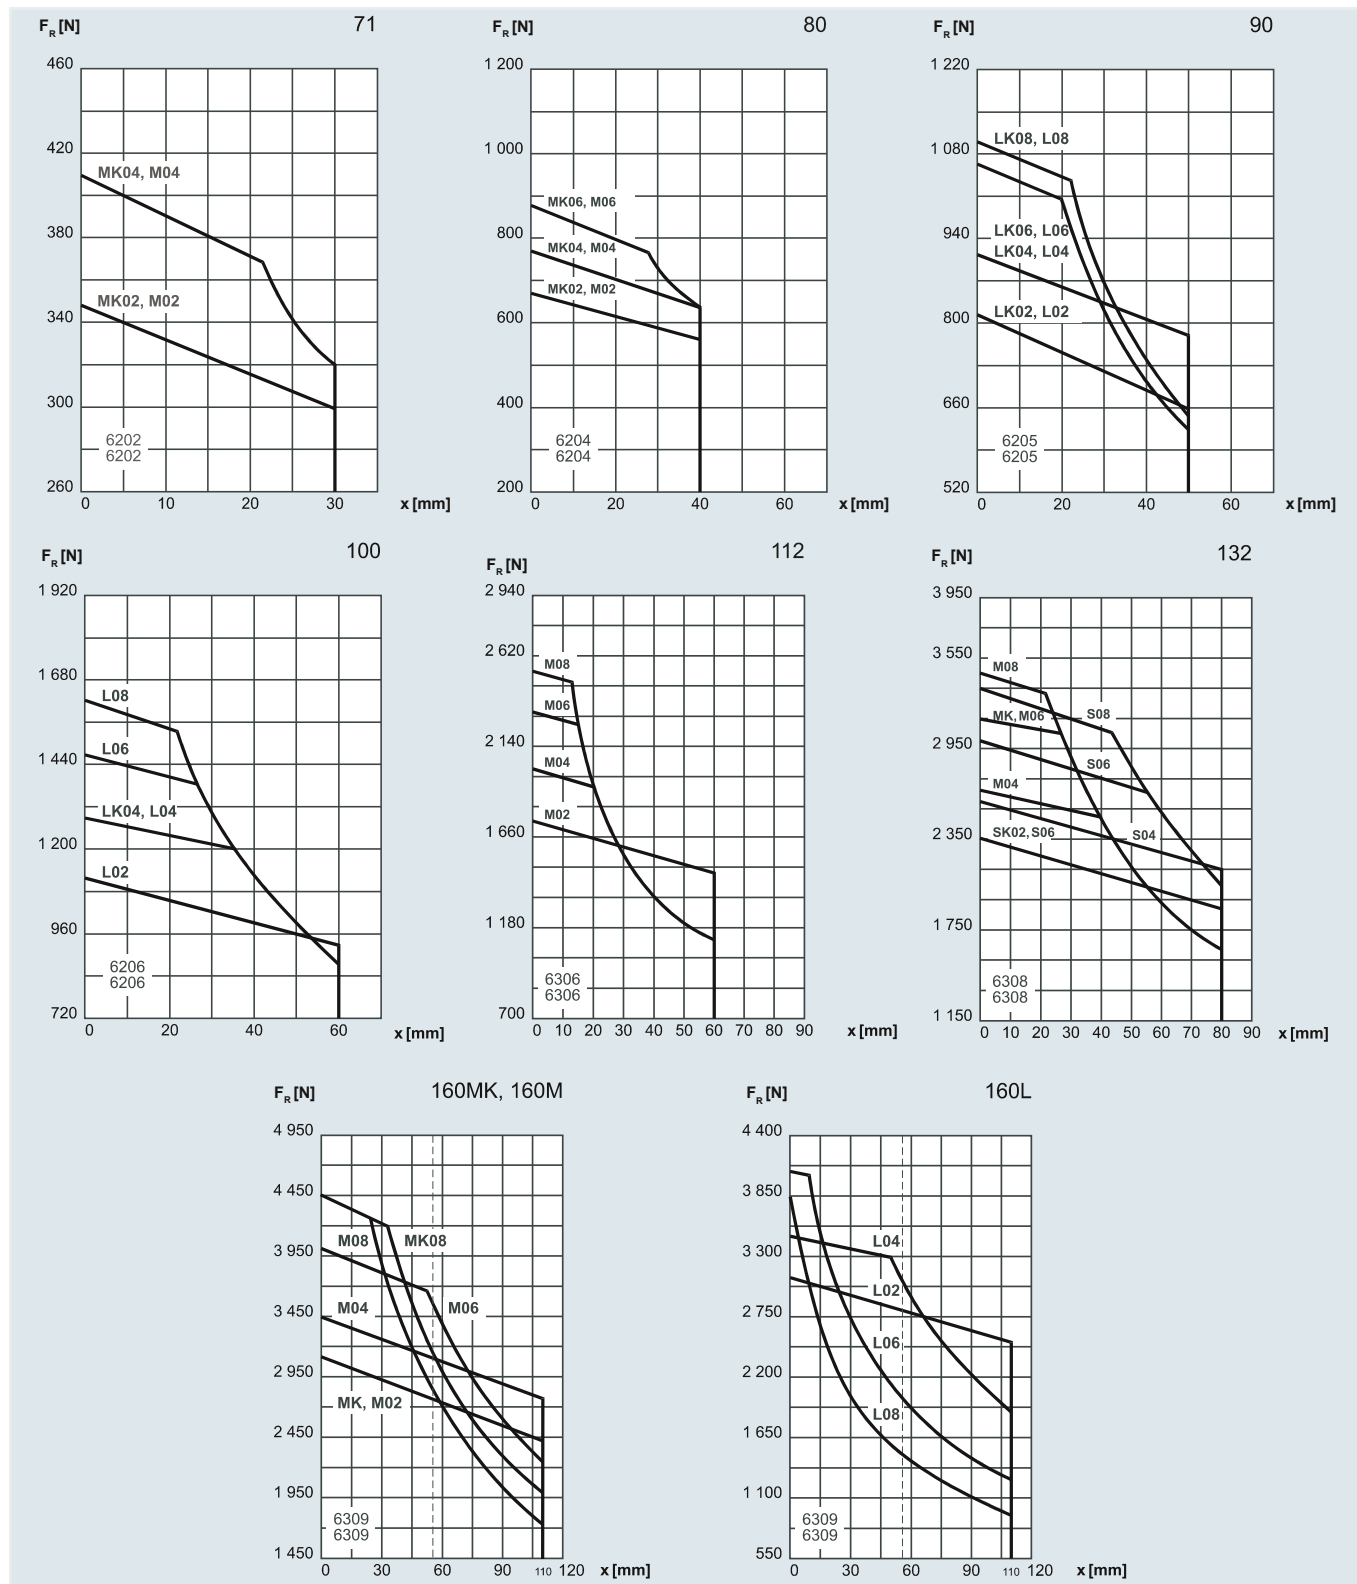 F_R [N] 71
460
420
380
340
300
260
MK04, M04
MK02, M02
6202
6202
0 10 20 30 x [mm]
F_R [N] 80
1 200
1 000
800
600
400
200
MK06, M06
MK04, M04
MK02, M02
6204
6204
0 20 40 60 x [mm]
F_R [N] 90
1 220
1 080
940
800
660
520
LK08, L08
LK06, L06
LK04, L04
LK02, L02
6205
6205
0 20 40 60 x [mm]
F_R [N] 100
1 920
1 680
1 440
1 200
960
720
L08
L06
LK04, L04
L02
6206
6206
0 20 40 60 x [mm]
F_R [N] 112
2 940
2 620
2 140
1 660
1 180
700
M08
M06
M04
M02
6306
6306
0 10 20 30 40 50 60 70 80 90 x [mm]
F_R [N] 132
3 950
3 550
2 950
2 350
1 750
1 150
M08
S08
MK, M06
S06
M04
SK02, S06
S04
6308
6308
0 10 20 30 40 50 60 70 80 90 x [mm]
F_R [N] 160MK, 160M
4 950
4 450
3 950
3 450
2 950
2 450
1 950
1 450
M08 MK08
M04 M06
MK, M02
6309
6309
0 30 60 90 110 120 x [mm]
F_R [N] 160L
4 400
3 850
3 300
2 750
2 200
1 650
1 100
550
L04
L02
L06
L08
6309
6309
0 30 60 90 110 120 x [mm]